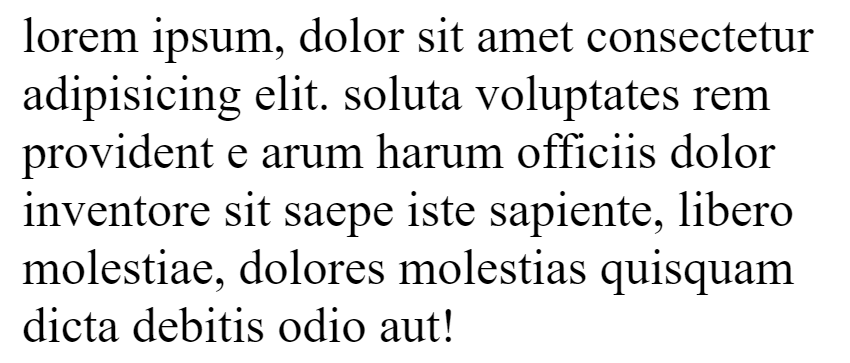 lorem ipsum, dolor sit amet consectetur
adipisicing elit. soluta voluptates rem
provident e arum harum officiis dolor
inventore sit saepe iste sapiente, libero
molestiae, dolores molestias quisquam
dicta debitis odio aut!